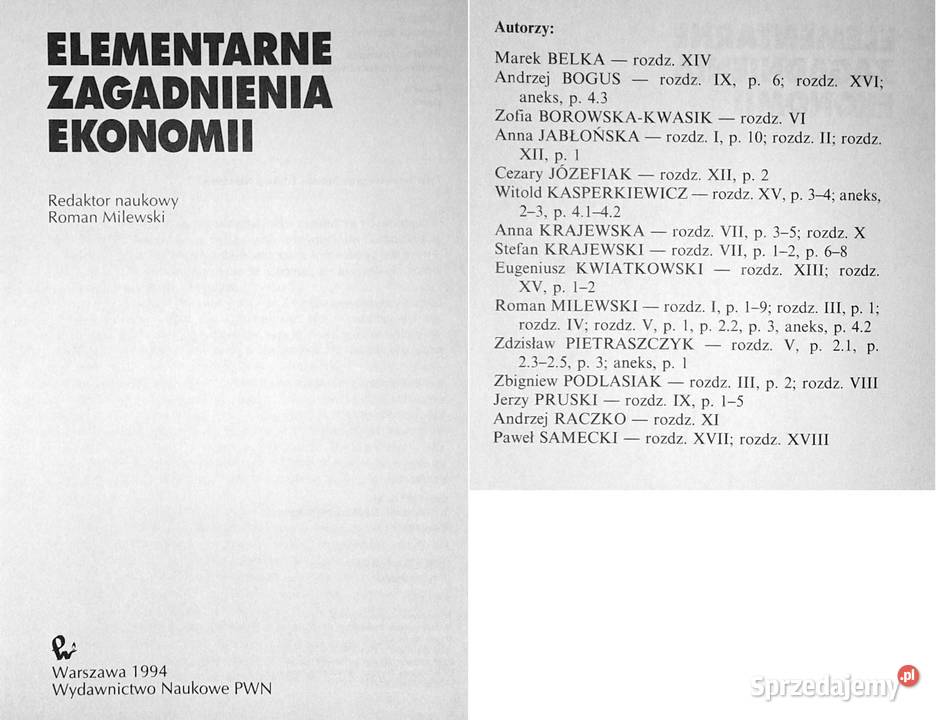 ELEMENTARNE
ZAGADNIENIA
EKONOMII
Redaktor naukowy
Roman Milewski
Warszawa 1994
Wydawnictwo Naukowe PWN
Autorzy:
Marek BELKA — rozdz. XIV
Andrzej BOGUS — rozdz. IX, p. 6; rozdz. XVI;
aneks, p. 4.3
Zofia BOROWSKA-KWASIK — rozdz. VI
Anna JABŁOŃSKA — rozdz. I, p. 10; rozdz. II; rozdz.
XII, p. 1
Cezary JÓZEFIAK — rozdz. XII, p. 2
Witold KASPERKIEWICZ — rozdz. XV, p. 3–4; aneks,
2–3, p. 4.1–4.2
Anna KRAJEWSKA — rozdz. VII, p. 3–5; rozdz. X
Stefan KRAJEWSKI — rozdz. VII, p. 1–2, p. 6–8
Eugeniusz KWIATKOWSKI — rozdz. XIII; rozdz.
XV, p. 1–2
Roman MILEWSKI — rozdz. I, p. 1–9; rozdz. III, p. 1;
rozdz. IV; rozdz. V, p. 1, p. 2.2, p. 3, aneks, p. 4.2
Zdzisław PIETRASZCZYK — rozdz. V, p. 2.1, p.
2.3–2.5, p. 3; aneks, p. 1
Zbigniew PODLASIAK — rozdz. III, p. 2; rozdz. VIII
Jerzy PRUSKI — rozdz. IX, p. 1–5
Andrzej RACZKO — rozdz. XI
Paweł SAMECKI — rozdz. XVII; rozdz. XVIII
Sprzedajemy.pl